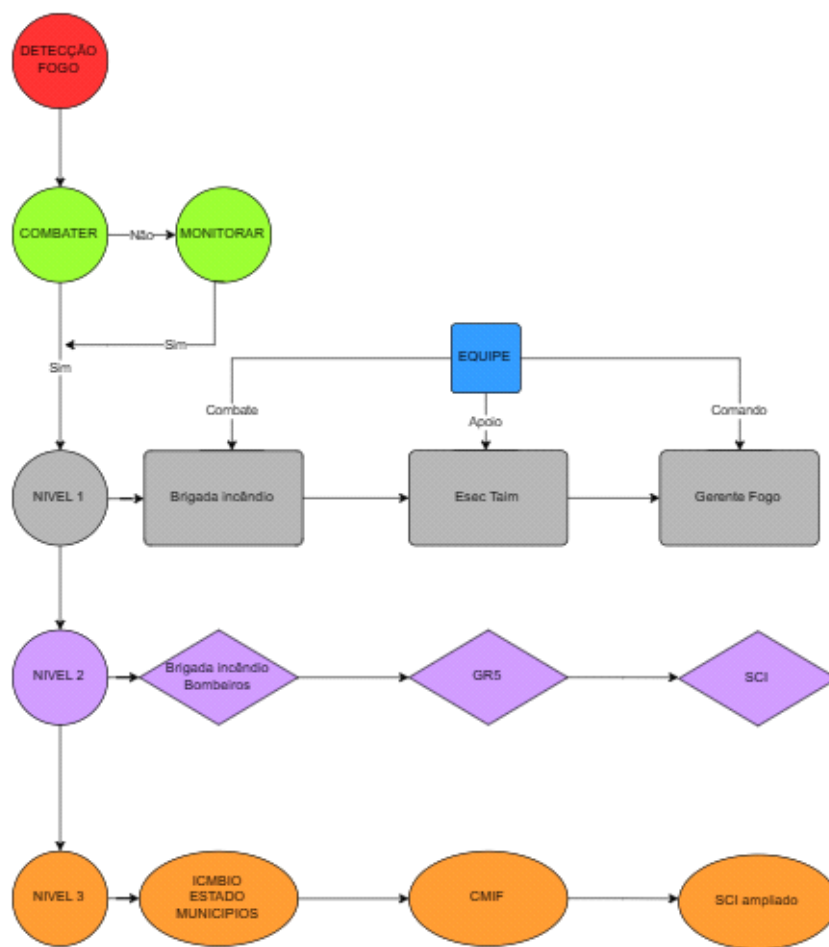 DETECÇÃO
FOGO
COMBATER
Não
MONITORAR
Sim
Sim
EQUIPE
Combate
Apoio
Comando
NIVEL 1
Brigada incêndio
Esec Taim
Gerente Fogo
NIVEL 2
Brigada incêndio
Bombeiros
GR5
SCI
NIVEL 3
ICMBIO
ESTADO
MUNICIPIOS
CMIF
SCI ampliado